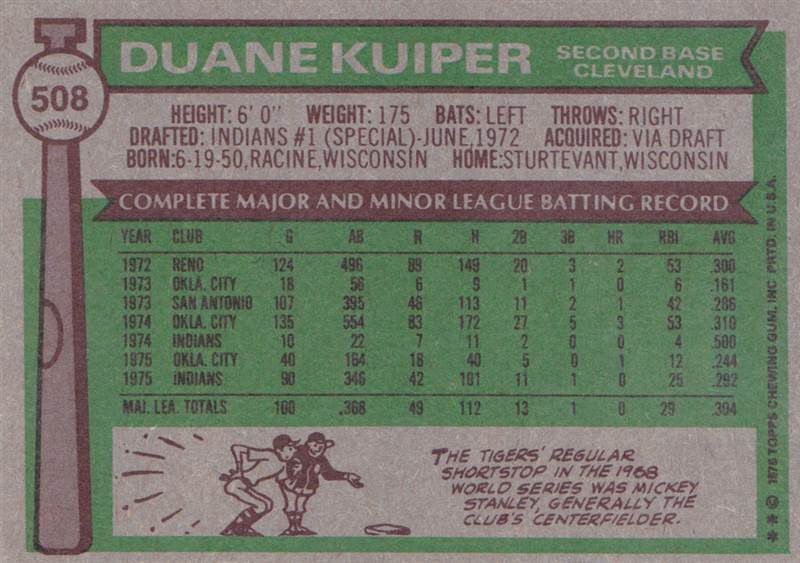 DUANE KUIPER
SECOND BASE
CLEVELAND
508
HEIGHT: 6' 0" WEIGHT: 175 BATS: LEFT THROWS: RIGHT
DRAFTED: INDIANS #1 (SPECIAL)-JUNE, 1972 ACQUIRED: VIA DRAFT
BORN:6-19-50, RACINE, WISCONSIN HOME:STURTEVANT, WISCONSIN
COMPLETE MAJOR AND MINOR LEAGUE BATTING RECORD
YEAR CLUB G AB R H 2B 3B HR RBI AVG
1972 RENO 124 496 89 149 20 3 2 53 .300
1973 OKLA. CITY 18 56 6 9 1 1 0 6 .161
1973 SAN ANTONIO 107 395 46 113 11 2 1 42 .286
1974 OKLA. CITY 135 554 83 172 27 5 3 53 .310
1974 INDIANS 10 22 7 11 2 0 0 4 .500
1975 OKLA. CITY 40 164 18 40 5 0 1 12 .244
1975 INDIANS 90 346 42 101 11 1 0 25 .292
MAJ. LEA. TOTALS 100 .368 49 112 13 1 0 29 .304
THE TIGERS' REGULAR
SHORTSTOP IN THE 1968
WORLD SERIES WAS MICKEY
STANLEY, GENERALLY THE
CLUB'S CENTERFIELDER.
** © 1976 TOPPS CHEWING GUM, INC. PRTD. IN U.S.A.